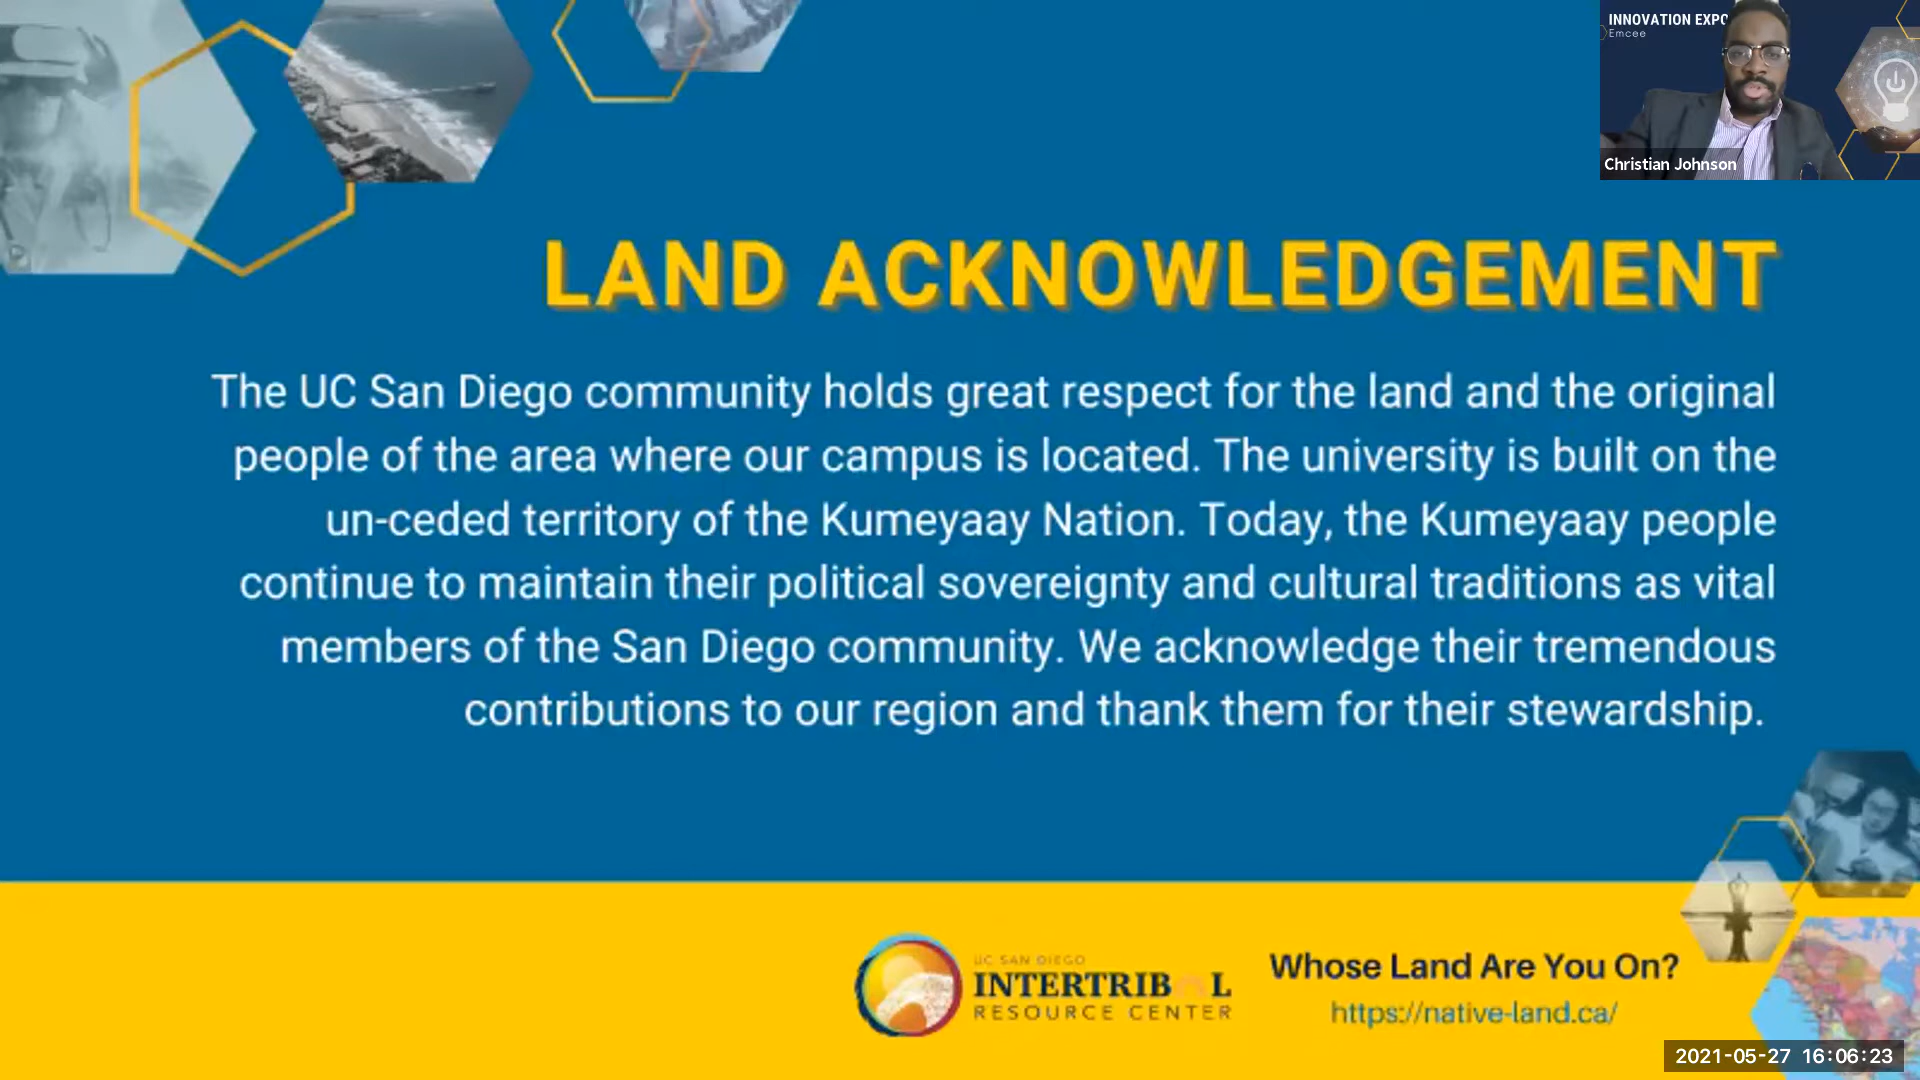 INNOVATION EXPO
Emcee
Christian Johnson
LAND ACKNOWLEDGEMENT
The UC San Diego community holds great respect for the land and the original
people of the area where our campus is located. The university is built on the
un-ceded territory of the Kumeyaay Nation. Today, the Kumeyaay people
continue to maintain their political sovereignty and cultural traditions as vital
members of the San Diego community. We acknowledge their tremendous
contributions to our region and thank them for their stewardship.
UC SAN DIEGO
INTERTRIBAL
RESOURCE CENTER
Whose Land Are You On?
https://native-land.ca/
2021-05-27 16:06:23